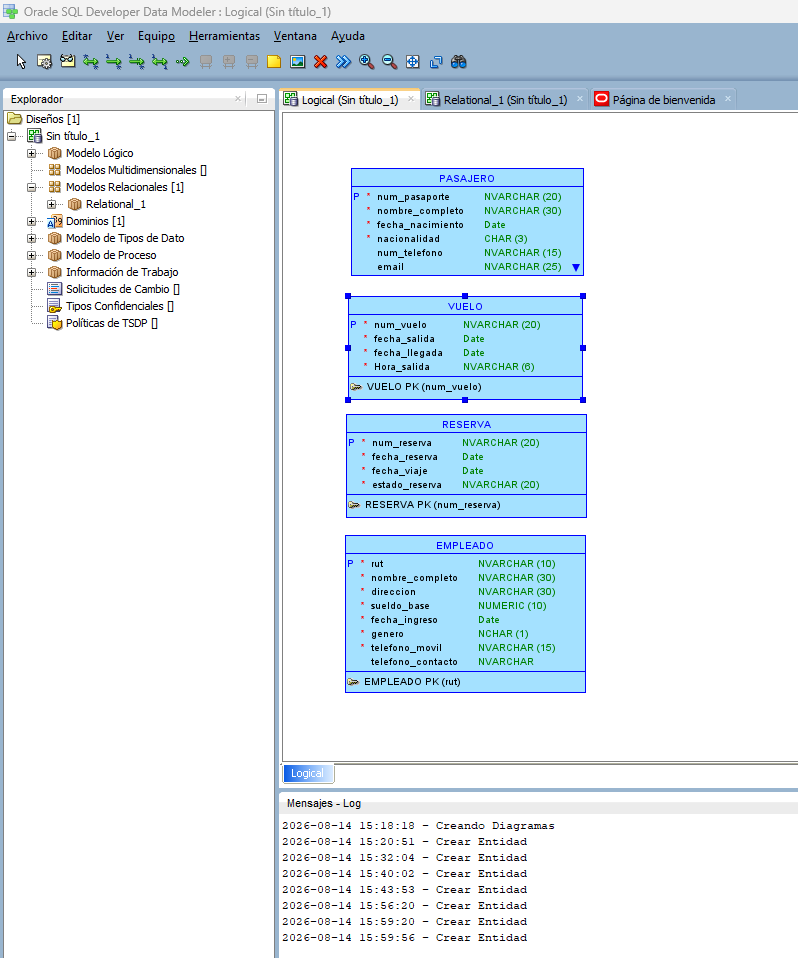 Oracle SQL Developer Data Modeler : Logical (Sin título_1)
Archivo Editar Ver Equipo Herramientas Ventana Ayuda
Explorador
Diseños [1]
Sin título_1
Modelo Lógico
Modelos Multidimensionales []
Modelos Relacionales [1]
Relational_1
Dominios [1]
Modelo de Tipos de Dato
Modelo de Proceso
Información de Trabajo
Solicitudes de Cambio []
Tipos Confidenciales []
Políticas de TSDP []
Logical (Sin título_1) Relational_1 (Sin título_1) Página de bienvenida
PASAJERO
P * num_pasaporte NVARCHAR (20)
* nombre_completo NVARCHAR (30)
* fecha_nacimiento Date
* nacionalidad CHAR (3)
num_telefono NVARCHAR (15)
email NVARCHAR (25)
VUELO
P * num_vuelo NVARCHAR (20)
* fecha_salida Date
* fecha_llegada Date
* Hora_salida NVARCHAR (6)
VUELO PK (num_vuelo)
RESERVA
P * num_reserva NVARCHAR (20)
* fecha_reserva Date
* fecha_viaje Date
* estado_reserva NVARCHAR (20)
RESERVA PK (num_reserva)
EMPLEADO
P * rut NVARCHAR (10)
* nombre_completo NVARCHAR (30)
* direccion NVARCHAR (30)
* sueldo_base NUMERIC (10)
* fecha_ingreso Date
* genero NCHAR (1)
* telefono_movil NVARCHAR (15)
telefono_contacto NVARCHAR
EMPLEADO PK (rut)
Logical
Mensajes - Log
2026-08-14 15:18:18 - Creando Diagramas
2026-08-14 15:20:51 - Crear Entidad
2026-08-14 15:32:04 - Crear Entidad
2026-08-14 15:40:02 - Crear Entidad
2026-08-14 15:43:53 - Crear Entidad
2026-08-14 15:56:20 - Crear Entidad
2026-08-14 15:59:20 - Crear Entidad
2026-08-14 15:59:56 - Crear Entidad